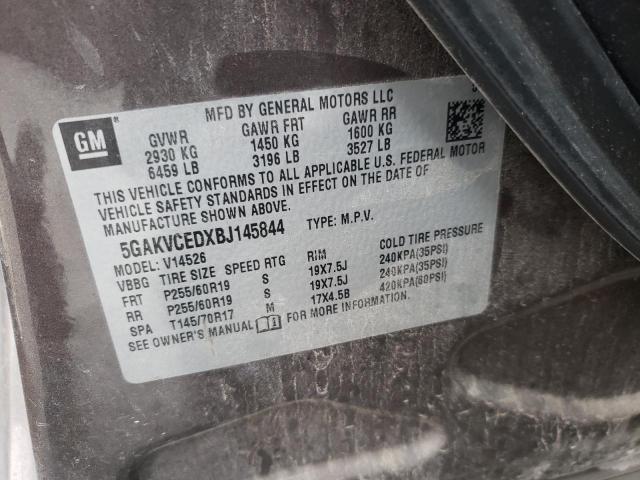 MFD BY GENERAL MOTORS LLC
GM ®
GVWR GAWR FRT GAWR RR
2930 KG 1450 KG 1600 KG
6459 LB 3196 LB 3527 LB
THIS VEHICLE CONFORMS TO ALL APPLICABLE U.S. FEDERAL MOTOR
VEHICLE SAFETY STANDARDS IN EFFECT ON THE DATE OF
MANUFACTURE SHOWN ABOVE.
5GAKVCEDXBJ145844 TYPE: M.P.V.
MODEL: V14526
VBBG TIRE SIZE SPEED RTG RIM COLD TIRE PRESSURE
FRT P255/60R19 S 19X7.5J 240KPA(35PSI)
RR P255/60R19 S 19X7.5J 240KPA(35PSI)
SPA T145/70R17 M 17X4.5B 420KPA(60PSI)
SEE OWNER'S MANUAL FOR MORE INFORMATION.